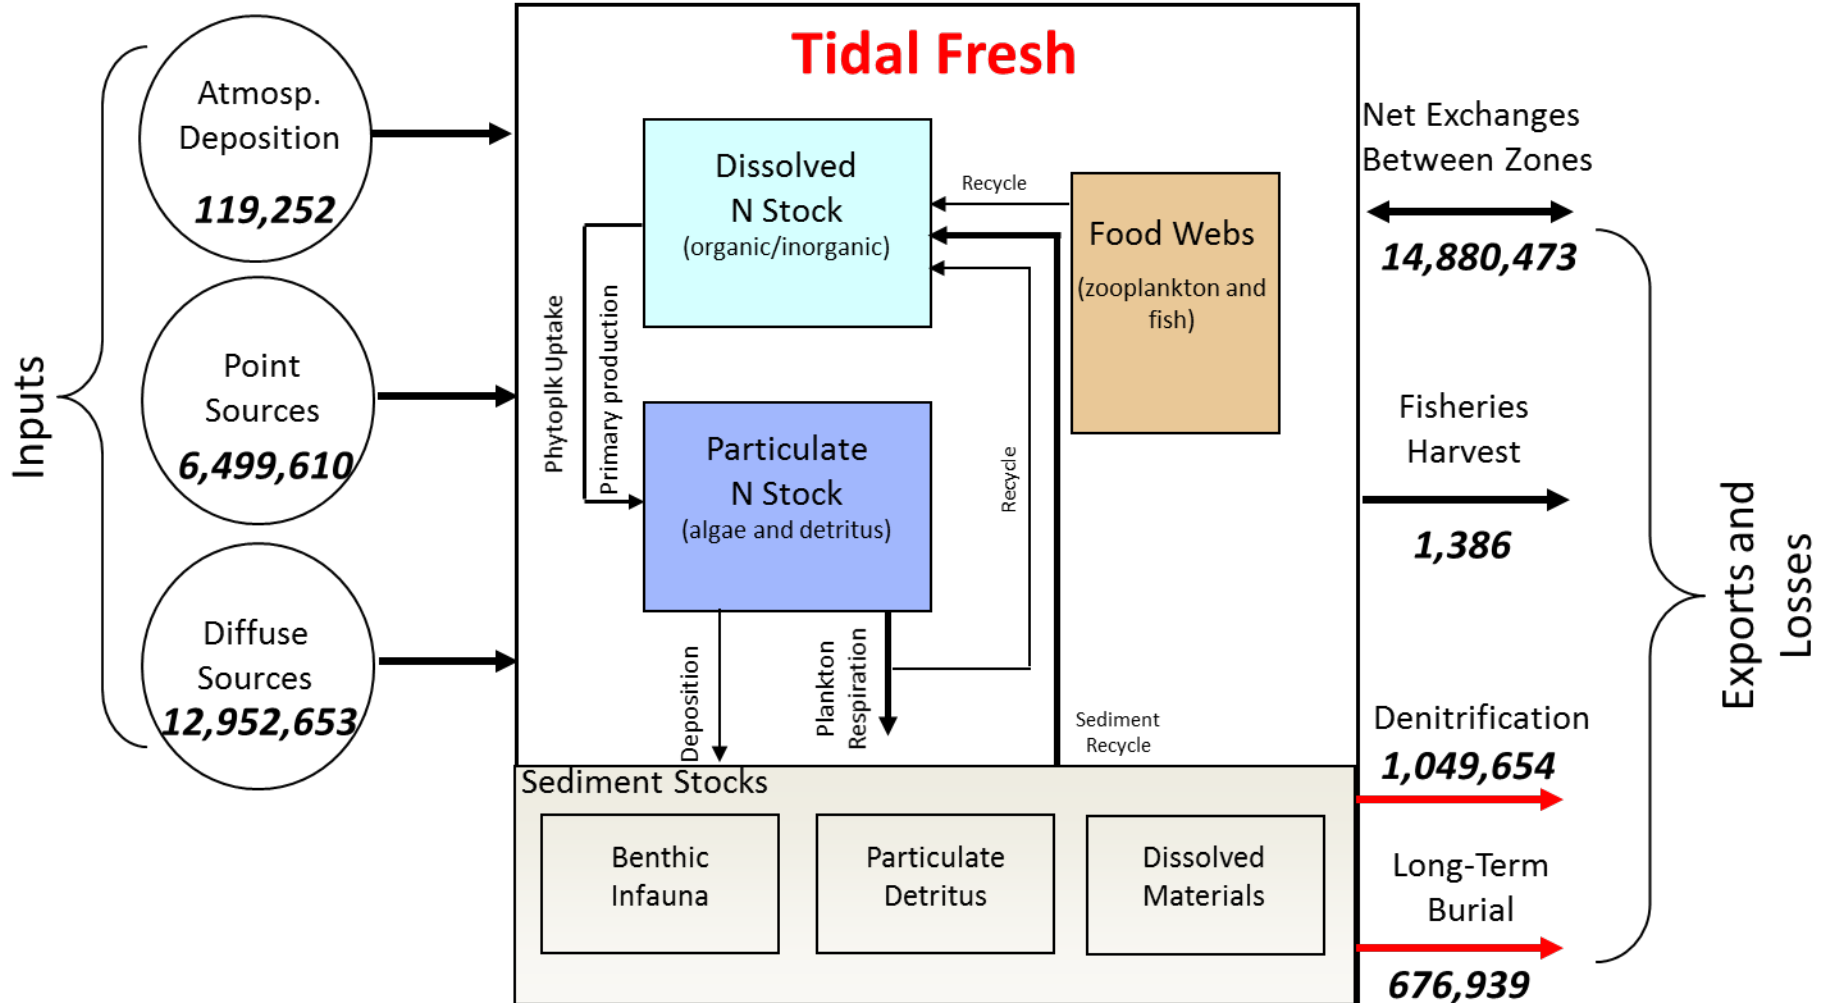 Tidal Fresh
Inputs
Atmosp.
Deposition
119,252
Point
Sources
6,499,610
Diffuse
Sources
12,952,653
Dissolved
N Stock
(organic/inorganic)
Recycle
Food Webs
(zooplankton and
fish)
Phytoplk Uptake
Primary production
Particulate
N Stock
(algae and detritus)
Recycle
Deposition
Plankton
Respiration
Sediment
Recycle
Sediment Stocks
Benthic
Infauna
Particulate
Detritus
Dissolved
Materials
Net Exchanges
Between Zones
14,880,473
Fisheries
Harvest
1,386
Denitrification
1,049,654
Long-Term
Burial
676,939
Exports and
Losses